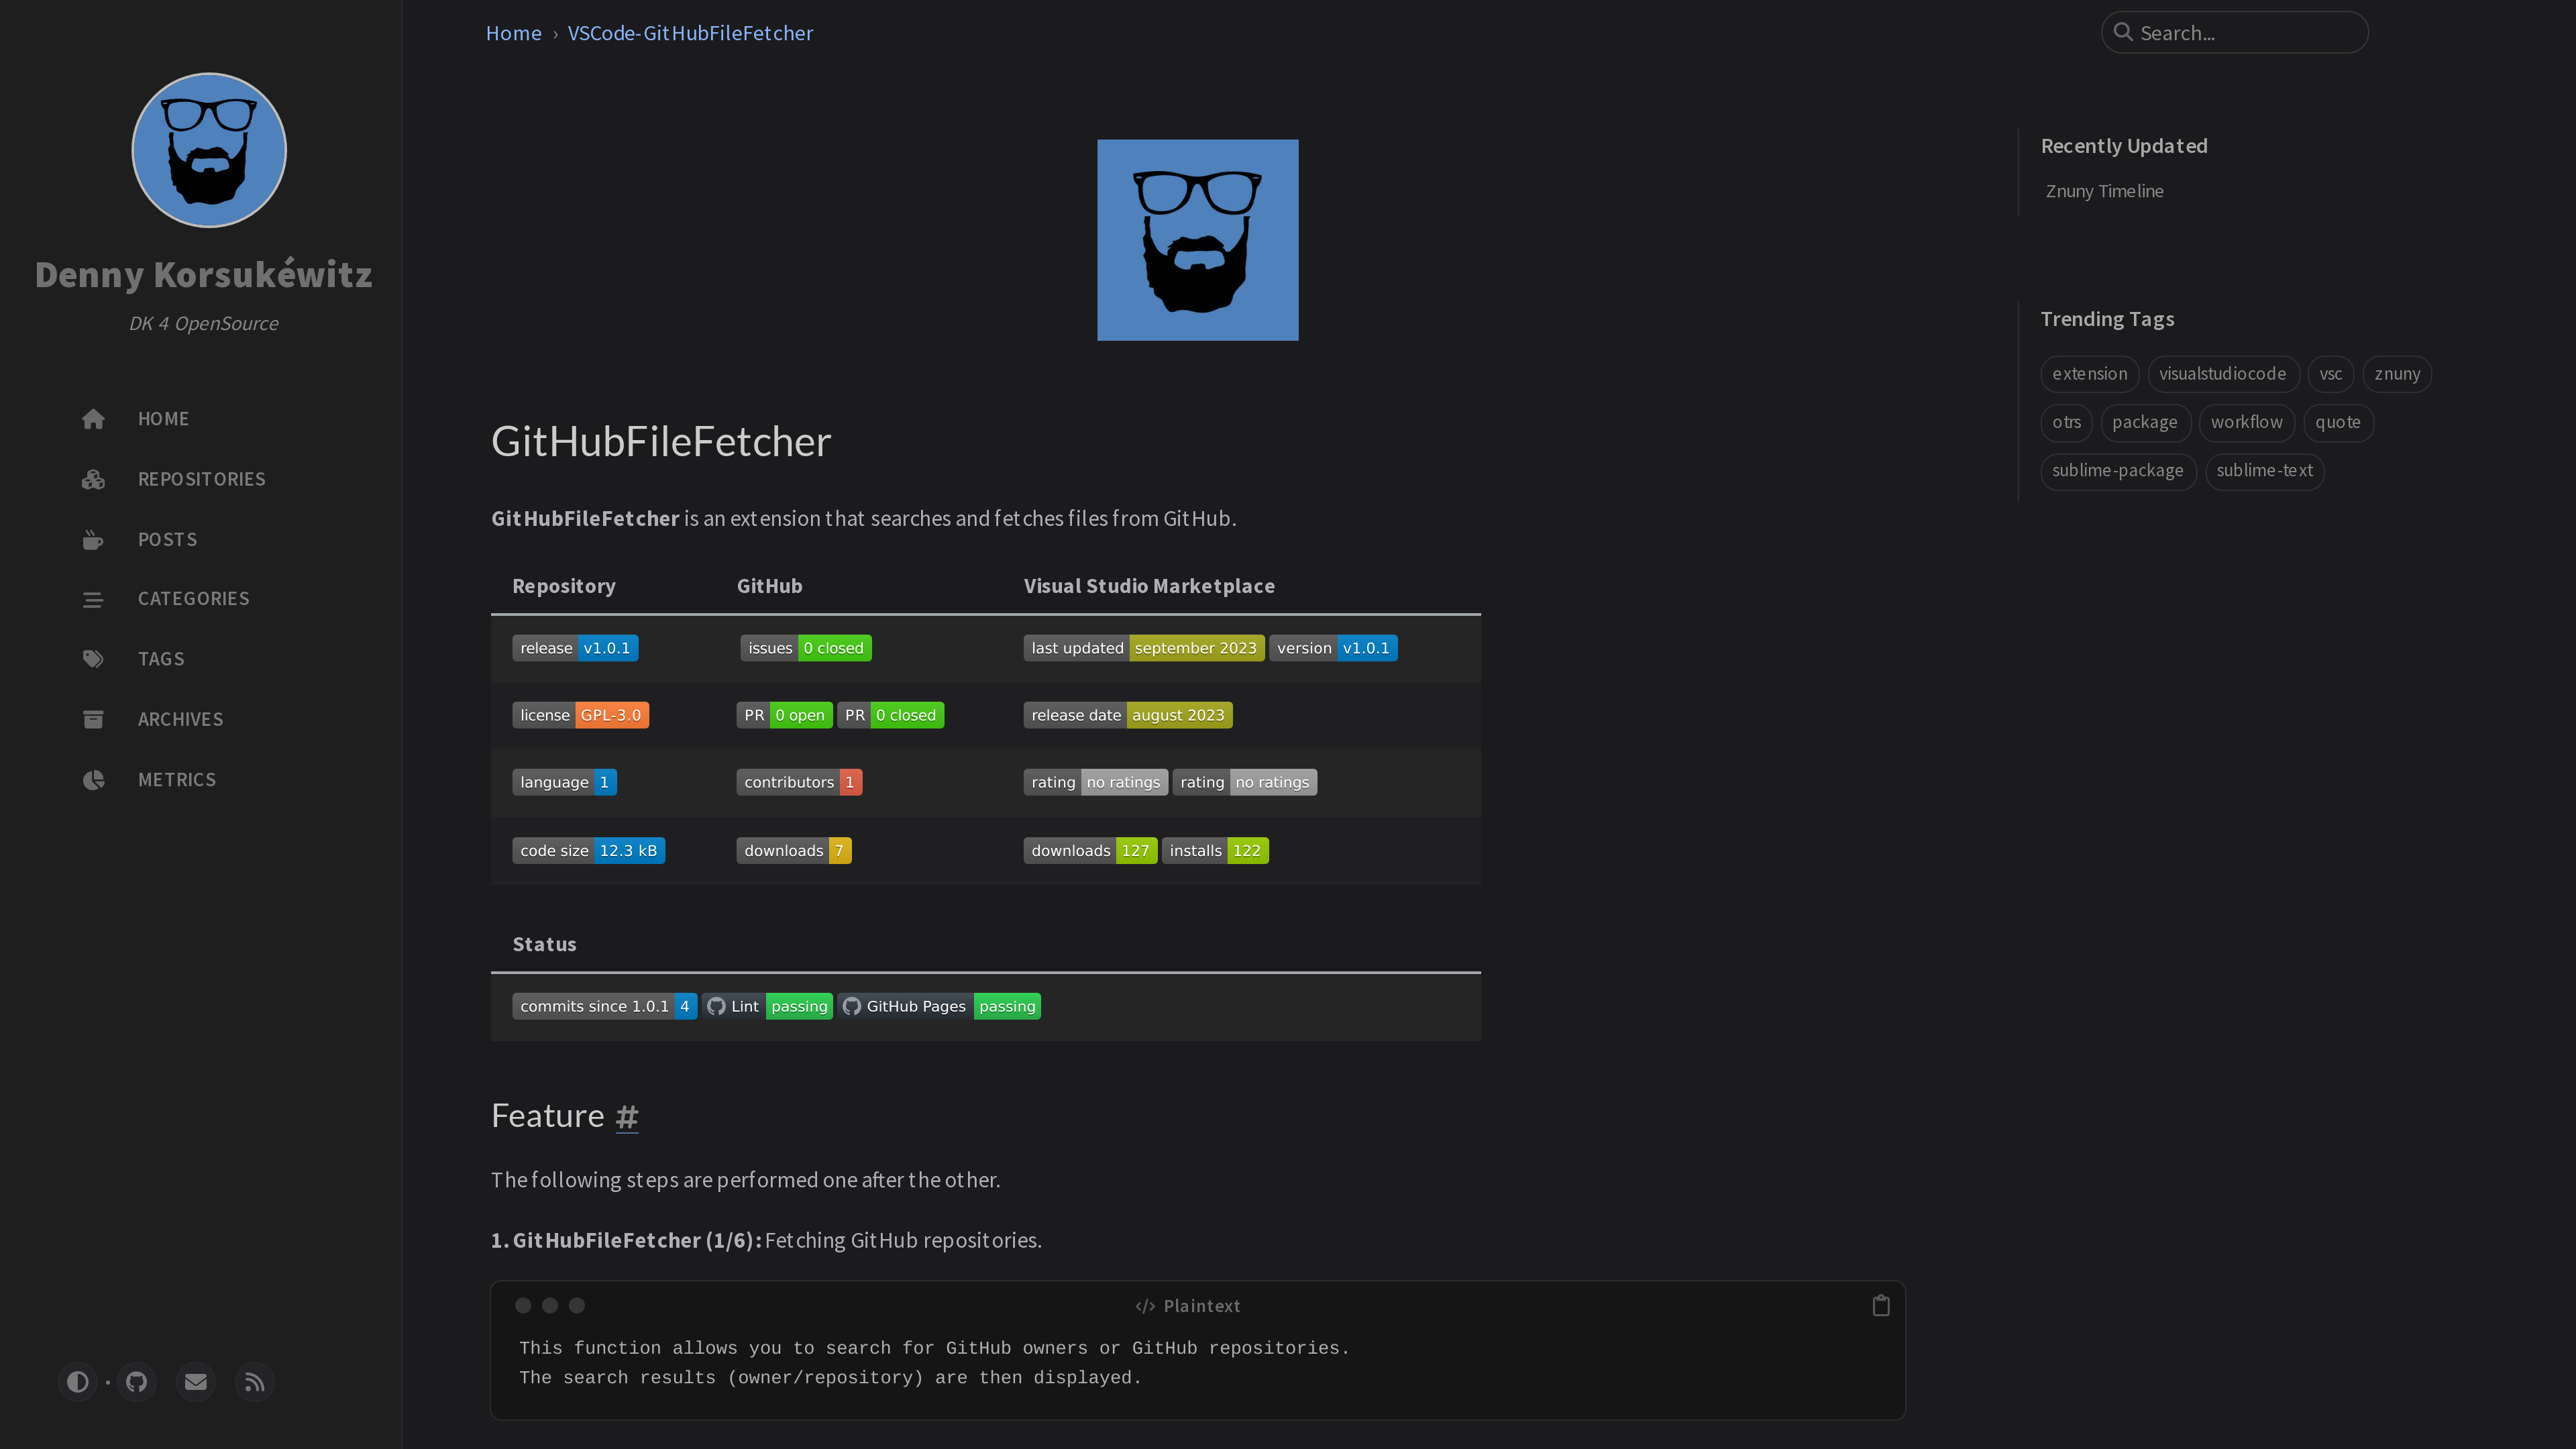 Denny Korsukéwitz
DK 4 OpenSource
HOME
REPOSITORIES
POSTS
CATEGORIES
TAGS
ARCHIVES
METRICS
Home › VSCode-GitHubFileFetcher
Search...
GitHubFileFetcher
GitHubFileFetcher is an extension that searches and fetches files from GitHub.
Repository GitHub Visual Studio Marketplace
release v1.0.1 issues 0 closed last updated september 2023 version v1.0.1
license GPL-3.0 PR 0 open PR 0 closed release date august 2023
language 1 contributors 1 rating no ratings rating no ratings
code size 12.3 kB downloads 7 downloads 127 installs 122
Status
commits since 1.0.1 4 Lint passing GitHub Pages passing
Feature #
The following steps are performed one after the other.
1. GitHubFileFetcher (1/6): Fetching GitHub repositories.
Plaintext
This function allows you to search for GitHub owners or GitHub repositories.
The search results (owner/repository) are then displayed.
Recently Updated
Znuny Timeline
Trending Tags
extension visualstudiocode vsc znuny
otrs package workflow quote
sublime-package sublime-text